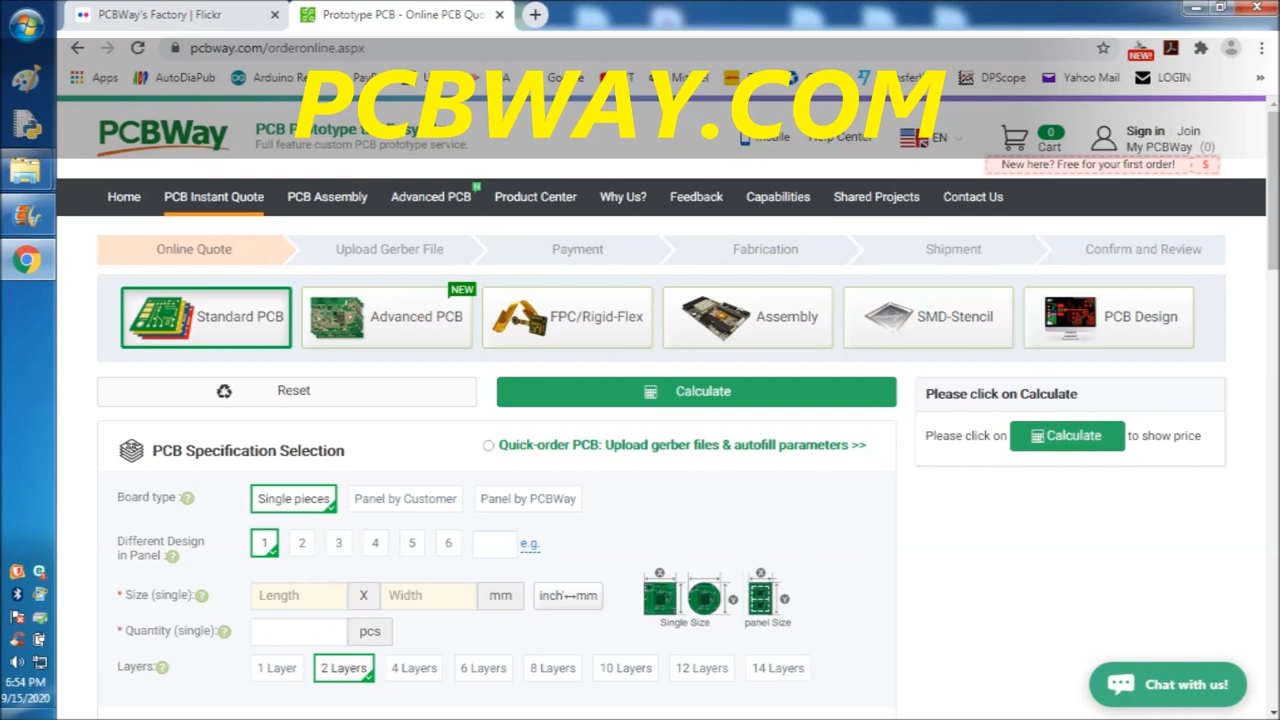 PCBWay's Factory | Flickr
Prototype PCB - Online PCB Quo
pcbway.com/orderonline.aspx
NEW!
Apps AutoDiaPub Arduino Re DPScope Yahoo Mail LOGIN »
PCBWAY.COM
PCBWay
PCB Prototype the Easy
Full feature custom PCB prototype service.
Help Center
EN
0
Cart
Sign in Join
My PCBWay (0)
New here? Free for your first order! $
Home PCB Instant Quote PCB Assembly Advanced PCB Product Center Why Us? Feedback Capabilities Shared Projects Contact Us
Online Quote Upload Gerber File Payment Fabrication Shipment Confirm and Review
NEW
Standard PCB Advanced PCB FPC/Rigid-Flex Assembly SMD-Stencil PCB Design
Reset Calculate
Please click on Calculate
Please click on Calculate to show price
PCB Specification Selection
Quick-order PCB: Upload gerber files & autofill parameters >>
Board type : Single pieces Panel by Customer Panel by PCBWay
Different Design
in Panel : 1 2 3 4 5 6 e.g.
* Size (single): Length X Width mm inch↔mm
Single Size panel Size
* Quantity (single): pcs
Layers: 1 Layer 2 Layers 4 Layers 6 Layers 8 Layers 10 Layers 12 Layers 14 Layers
Chat with us!
6:54 PM
9/15/2020